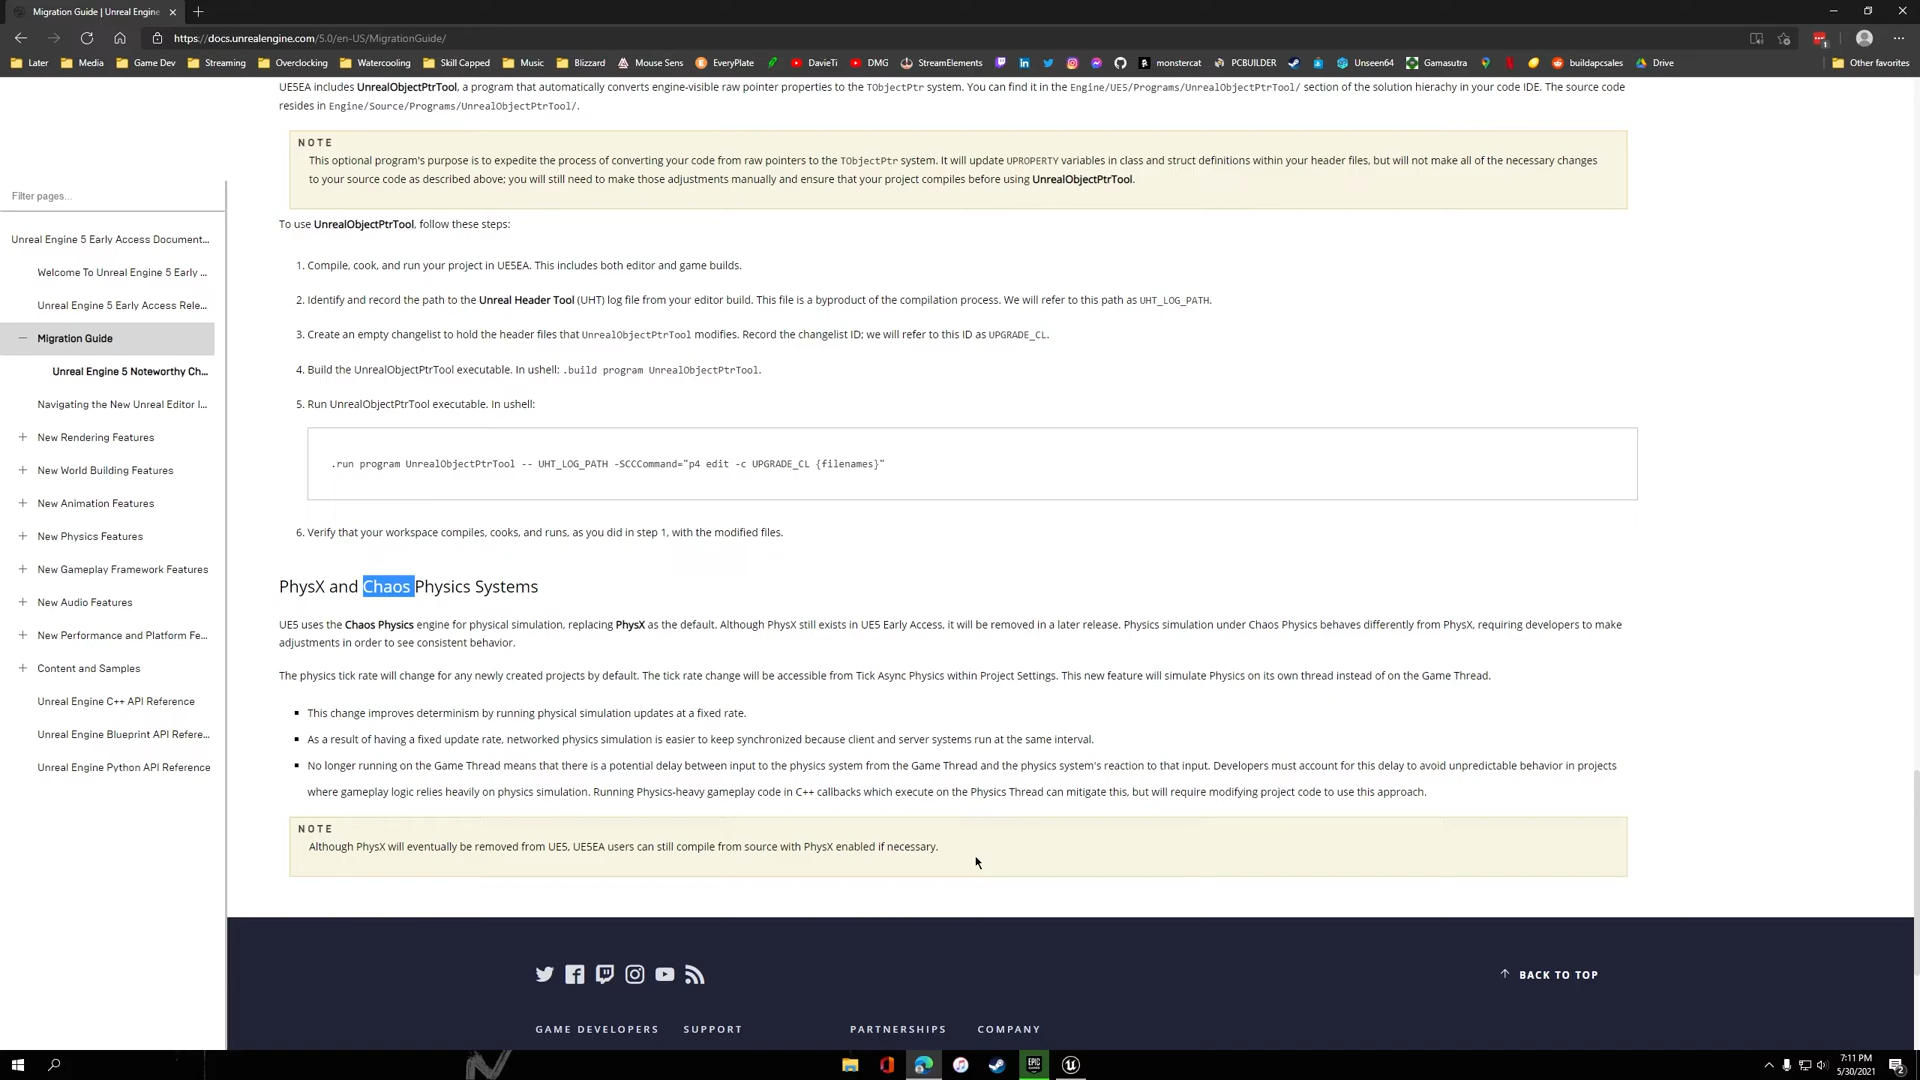 Migration Guide | Unreal Engine
https://docs.unrealengine.com/5.0/en-US/MigrationGuide/
Later Media Game Dev Streaming Overclocking Watercooling Skill Capped Music Blizzard Mouse Sens EveryPlate DavieTi DMG StreamElements monstercat PCBUILDER Unseen64 Gamasutra buildapcsales Drive Other favorites
UE5EA includes UnrealObjectPtrTool, a program that automatically converts engine-visible raw pointer properties to the TObjectPtr system. You can find it in the Engine/UE5/Programs/UnrealObjectPtrTool/ section of the solution hierachy in your code IDE. The source code
resides in Engine/Source/Programs/UnrealObjectPtrTool/.
NOTE
This optional program's purpose is to expedite the process of converting your code from raw pointers to the TObjectPtr system. It will update UPROPERTY variables in class and struct definitions within your header files, but will not make all of the necessary changes
to your source code as described above; you will still need to make those adjustments manually and ensure that your project compiles before using UnrealObjectPtrTool.
To use UnrealObjectPtrTool, follow these steps:
1. Compile, cook, and run your project in UE5EA. This includes both editor and game builds.
2. Identify and record the path to the Unreal Header Tool (UHT) log file from your editor build. This file is a byproduct of the compilation process. We will refer to this path as UHT_LOG_PATH.
3. Create an empty changelist to hold the header files that UnrealObjectPtrTool modifies. Record the changelist ID; we will refer to this ID as UPGRADE_CL.
4. Build the UnrealObjectPtrTool executable. In ushell: .build program UnrealObjectPtrTool.
5. Run UnrealObjectPtrTool executable. In ushell:
.run program UnrealObjectPtrTool -- UHT_LOG_PATH -SCCCommand="p4 edit -c UPGRADE_CL {filenames}"
6. Verify that your workspace compiles, cooks, and runs, as you did in step 1, with the modified files.
PhysX and Chaos Physics Systems
UE5 uses the Chaos Physics engine for physical simulation, replacing PhysX as the default. Although PhysX still exists in UE5 Early Access, it will be removed in a later release. Physics simulation under Chaos Physics behaves differently from PhysX, requiring developers to make
adjustments in order to see consistent behavior.
The physics tick rate will change for any newly created projects by default. The tick rate change will be accessible from Tick Async Physics within Project Settings. This new feature will simulate Physics on its own thread instead of on the Game Thread.
This change improves determinism by running physical simulation updates at a fixed rate.
As a result of having a fixed update rate, networked physics simulation is easier to keep synchronized because client and server systems run at the same interval.
No longer running on the Game Thread means that there is a potential delay between input to the physics system from the Game Thread and the physics system's reaction to that input. Developers must account for this delay to avoid unpredictable behavior in projects
where gameplay logic relies heavily on physics simulation. Running Physics-heavy gameplay code in C++ callbacks which execute on the Physics Thread can mitigate this, but will require modifying project code to use this approach.
NOTE
Although PhysX will eventually be removed from UE5, UE5EA users can still compile from source with PhysX enabled if necessary.
Filter pages...
Unreal Engine 5 Early Access Document...
Welcome To Unreal Engine 5 Early ...
Unreal Engine 5 Early Access Rele...
Migration Guide
Unreal Engine 5 Noteworthy Ch...
Navigating the New Unreal Editor I...
New Rendering Features
New World Building Features
New Animation Features
New Physics Features
New Gameplay Framework Features
New Audio Features
New Performance and Platform Fe...
Content and Samples
Unreal Engine C++ API Reference
Unreal Engine Blueprint API Refere...
Unreal Engine Python API Reference
BACK TO TOP
GAME DEVELOPERS SUPPORT PARTNERSHIPS COMPANY
EPIC
7:11 PM
5/30/2021